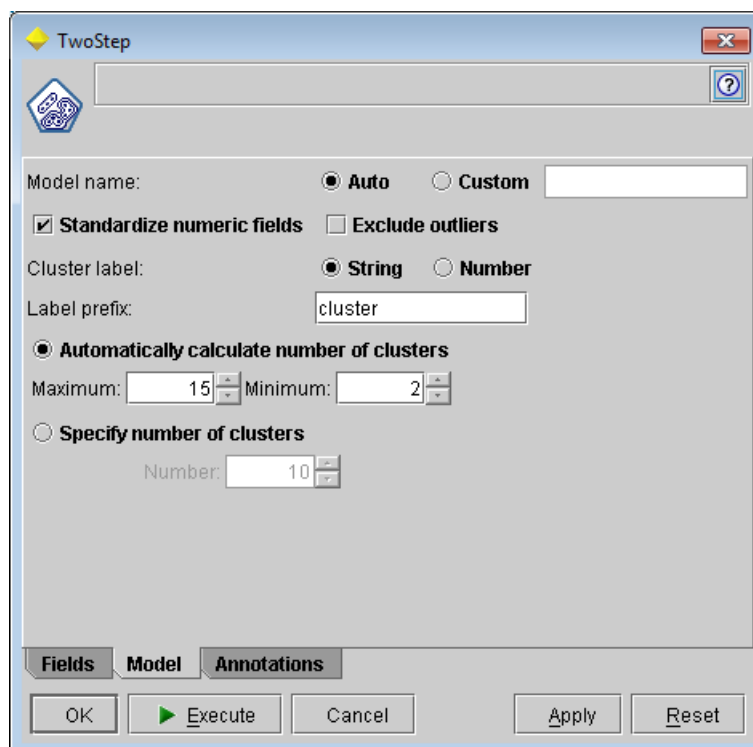 TwoStep
Model name: Auto Custom
Standardize numeric fields Exclude outliers
Cluster label: String Number
Label prefix: cluster
Automatically calculate number of clusters
Maximum: 15 Minimum: 2
Specify number of clusters
Number: 10
Fields Model Annotations
OK Execute Cancel Apply Reset